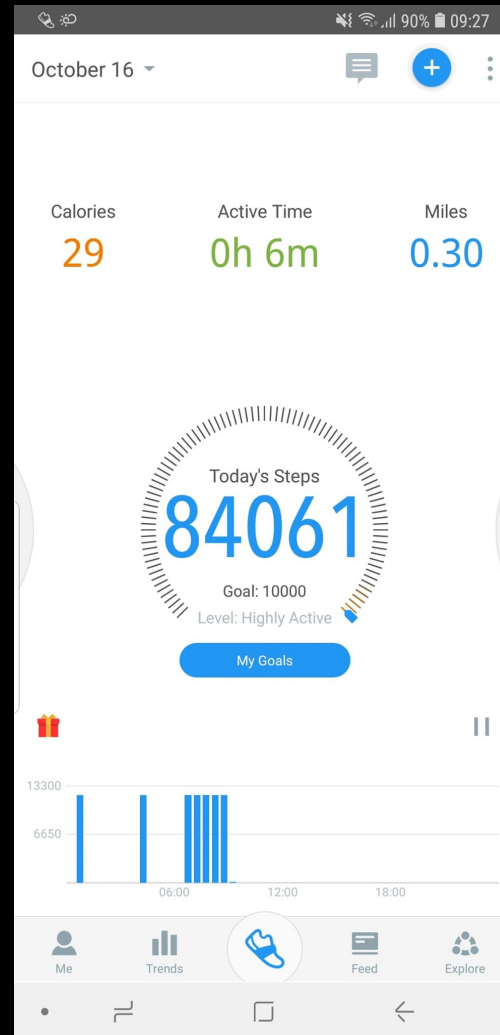 90% 09:27
October 16
Calories Active Time Miles
29 0h 6m 0.30
Today's Steps
84061
Goal: 10000
Level: Highly Active
My Goals
13300
6650
06:00 12:00 18:00
Me Trends Feed Explore